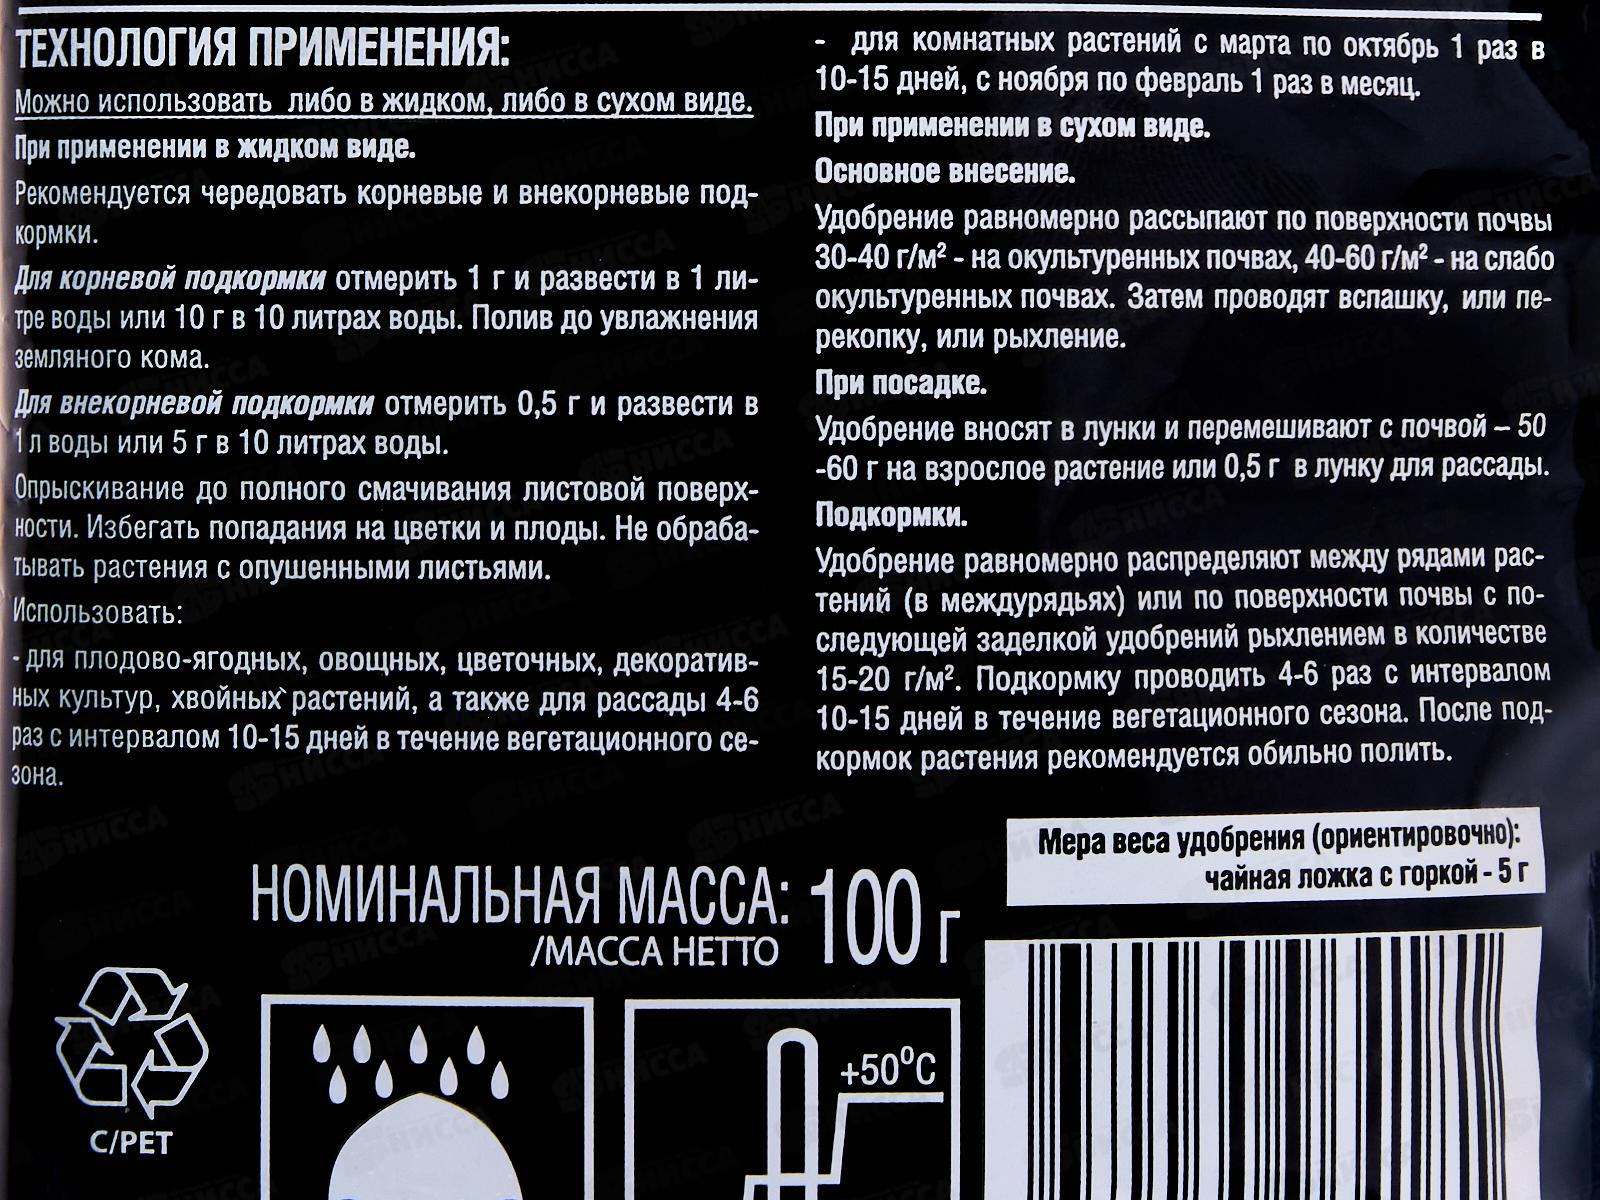 ТЕХНОЛОГИЯ ПРИМЕНЕНИЯ:
Можно использовать либо в жидком, либо в сухом виде.
При применении в жидком виде.
Рекомендуется чередовать корневые и внекорневые под-
кормки.
Для корневой подкормки отмерить 1 г и развести в 1 ли-
тре воды или 10 г в 10 литрах воды. Полив до увлажнения
земляного кома.
Для внекорневой подкормки отмерить 0,5 г и развести в
1 л воды или 5 г в 10 литрах воды.
Опрыскивание до полного смачивания листовой поверх-
ности. Избегать попадания на цветки и плоды. Не обраба-
тывать растения с опушенными листьями.
Использовать:
- для плодово-ягодных, овощных, цветочных, декоратив-
ных культур, хвойных растений, а также для рассады 4-6
раз с интервалом 10-15 дней в течение вегетационного се-
зона.
- для комнатных растений с марта по октябрь 1 раз в
10-15 дней, с ноября по февраль 1 раз в месяц.
При применении в сухом виде.
Основное внесение.
Удобрение равномерно рассыпают по поверхности почвы
30-40 г/м² - на окультуренных почвах, 40-60 г/м² - на слабо
окультуренных почвах. Затем проводят вспашку, или пе-
рекопку, или рыхление.
При посадке.
Удобрение вносят в лунки и перемешивают с почвой – 50
-60 г на взрослое растение или 0,5 г в лунку для рассады.
Подкормки.
Удобрение равномерно распределяют между рядами рас-
тений (в междурядьях) или по поверхности почвы с по-
следующей заделкой удобрений рыхлением в количестве
15-20 г/м². Подкормку проводить 4-6 раз с интервалом
10-15 дней в течение вегетационного сезона. После под-
кормок растения рекомендуется обильно полить.
Мера веса удобрения (ориентировочно):
чайная ложка с горкой - 5 г
НОМИНАЛЬНАЯ МАССА: 100 г
/МАССА НЕТТО
C/PET
+50⁰C
НИССА